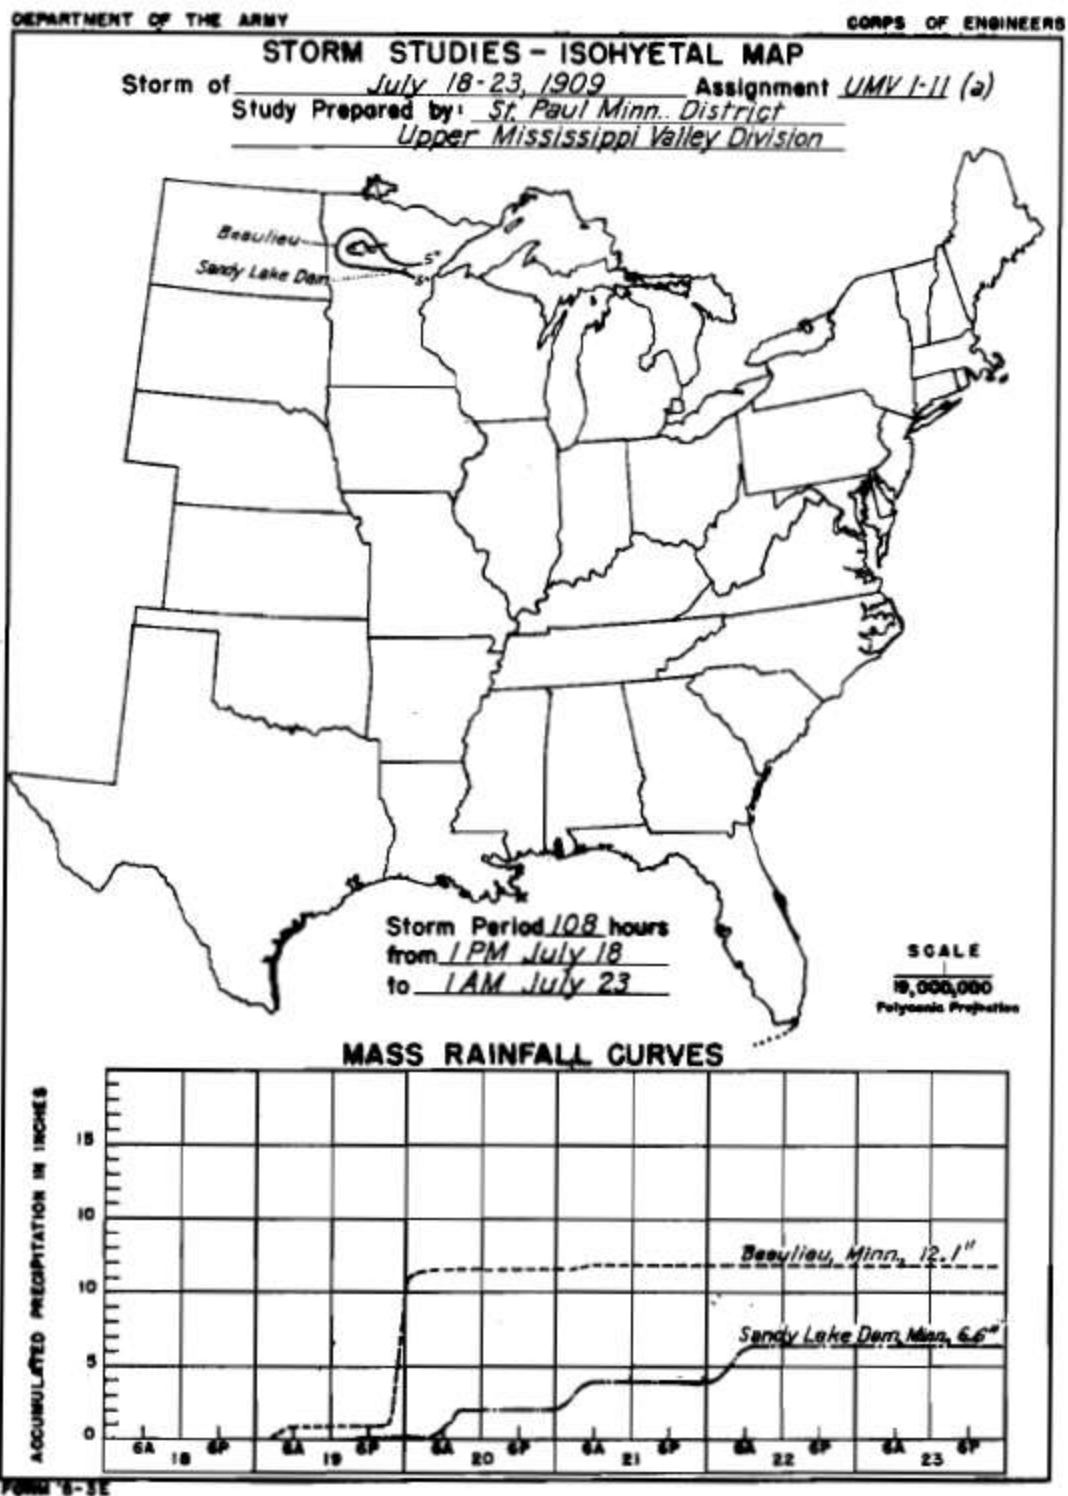 DEPARTMENT OF THE ARMY
CORPS OF ENGINEERS
STORM STUDIES - ISOHYETAL MAP
Storm of July 18-23, 1909 Assignment UMV 1-11 (a)
Study Prepared by: St. Paul Minn. District
Upper Mississippi Valley Division
Beaulieu
Sandy Lake Dam
5"
5"
Storm Period 108 hours
from 1 PM July 18
to 1 AM July 23
SCALE
1
19,000,000
Polyconic Projection
MASS RAINFALL CURVES
ACCUMULATED PRECIPITATION IN INCHES
15
10
10
5
0
Beaulieu, Minn., 12.1"
Sandy Lake Dam, Minn. 6.6"
6A 6P 6A 6P 6A 6P 6A 6P 6A 6P 6A 6P
18 19 20 21 22 23
FORM S-3E